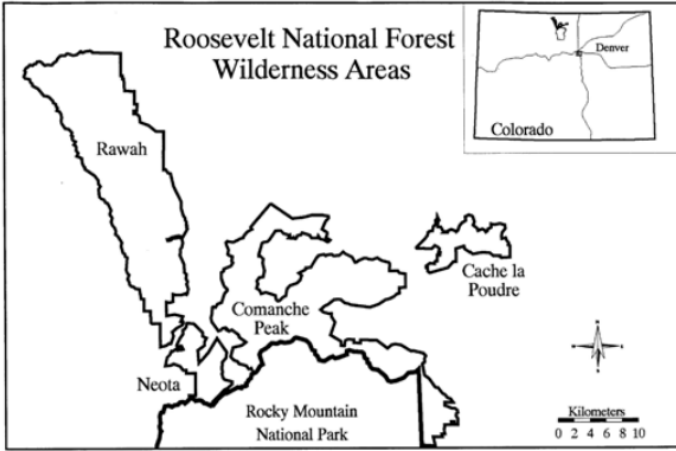 Roosevelt National Forest
Wilderness Areas
Denver
Colorado
Rawah
Cache la
Poudre
Comanche
Peak
Neota
Rocky Mountain
National Park
Kilometers
0 2 4 6 8 10